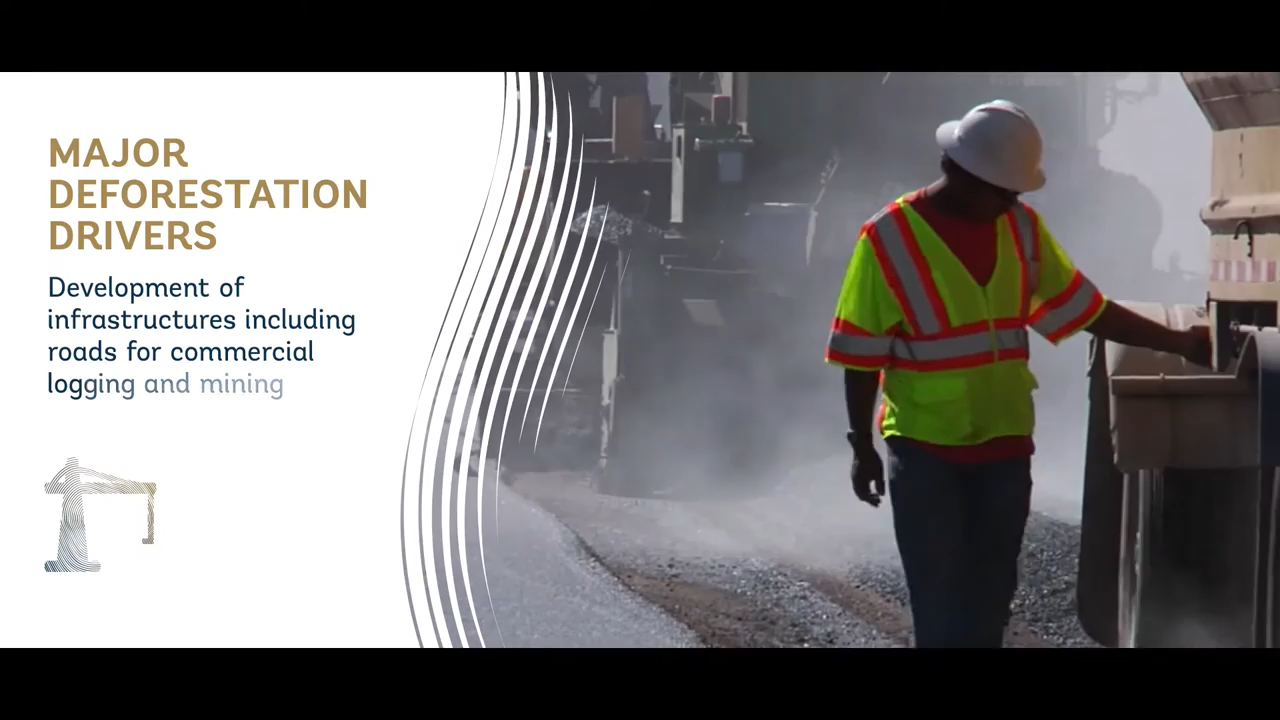 MAJOR
DEFORESTATION
DRIVERS
Development of
infrastructures including
roads for commercial
logging and mining